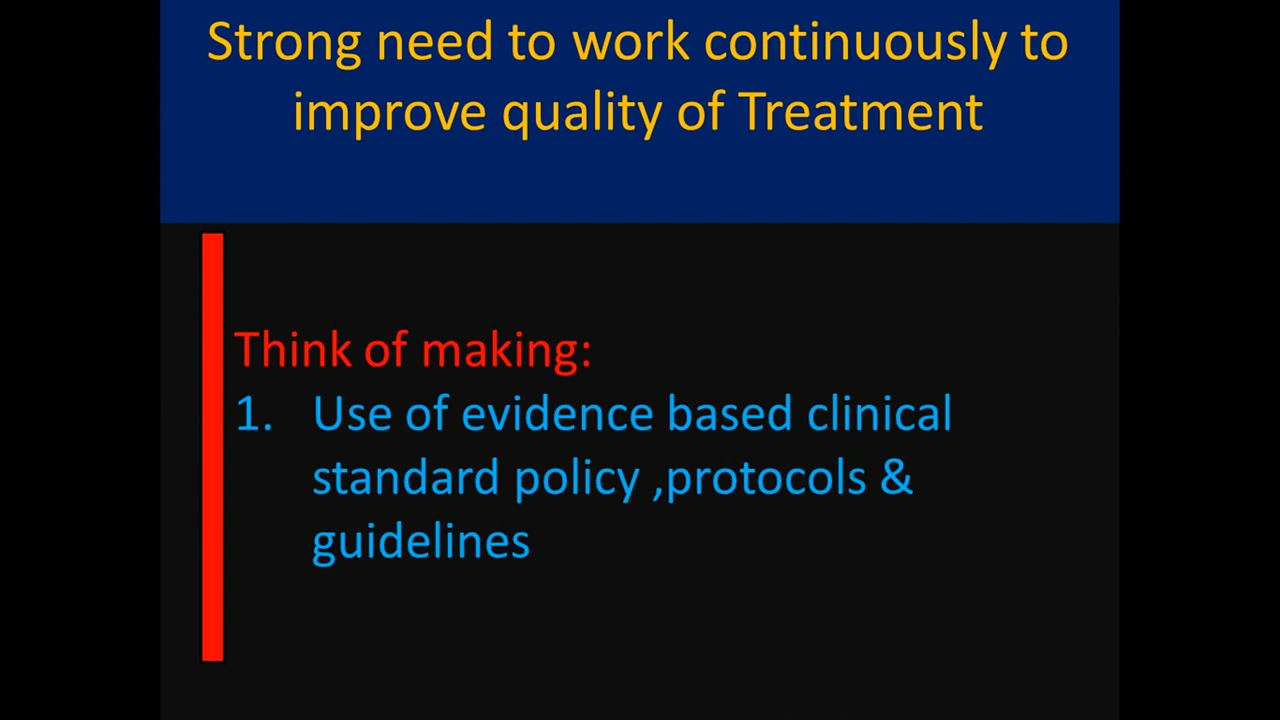 Strong need to work continuously to
improve quality of Treatment
Think of making:
1. Use of evidence based clinical
standard policy ,protocols &
guidelines